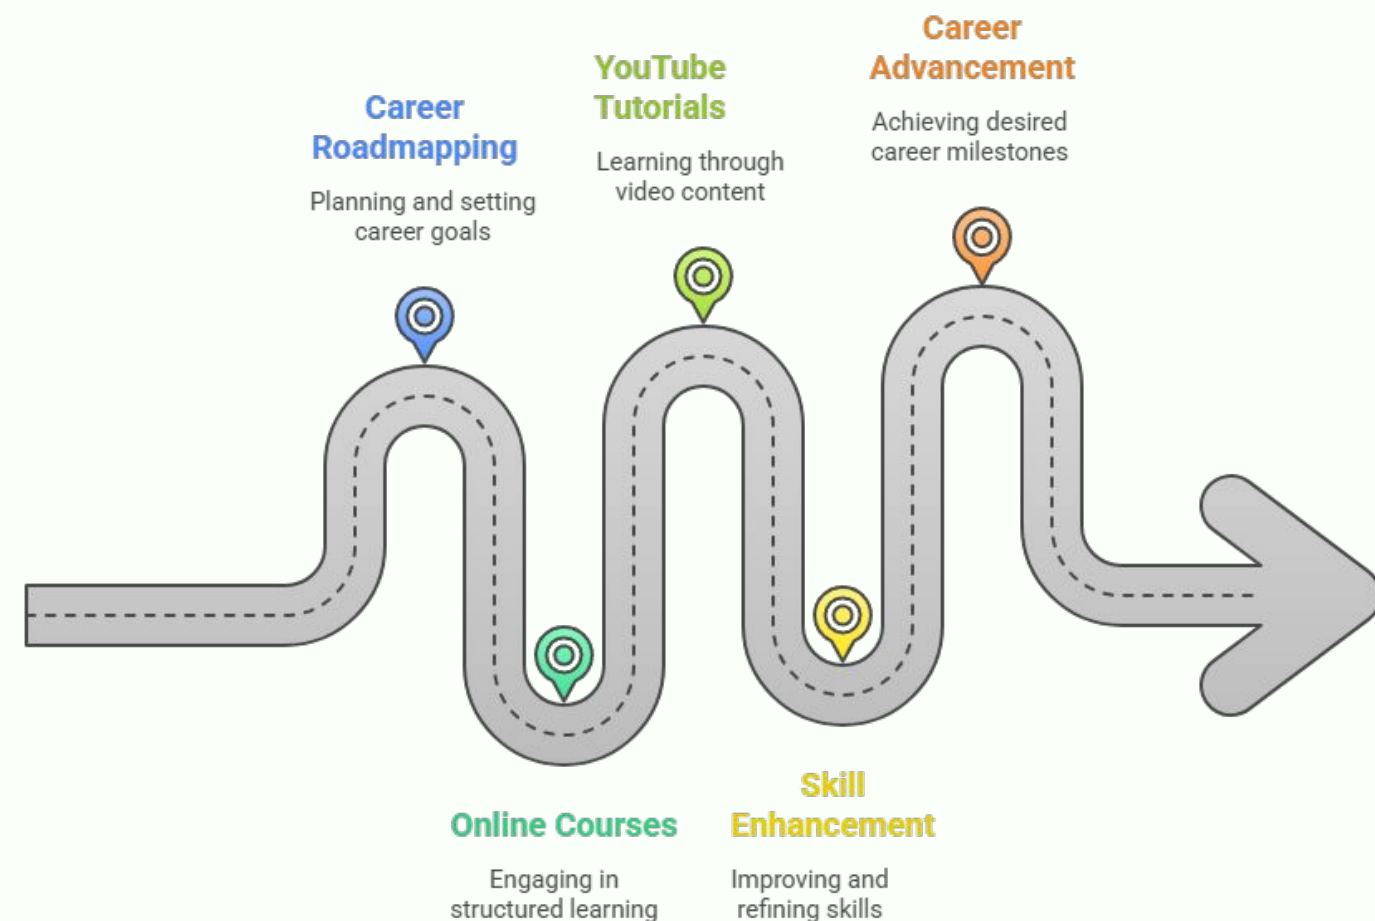 Career
Roadmapping
Planning and setting
career goals
Online Courses
Engaging in
structured learning
YouTube
Tutorials
Learning through
video content
Skill
Enhancement
Improving and
refining skills
Career
Advancement
Achieving desired
career milestones